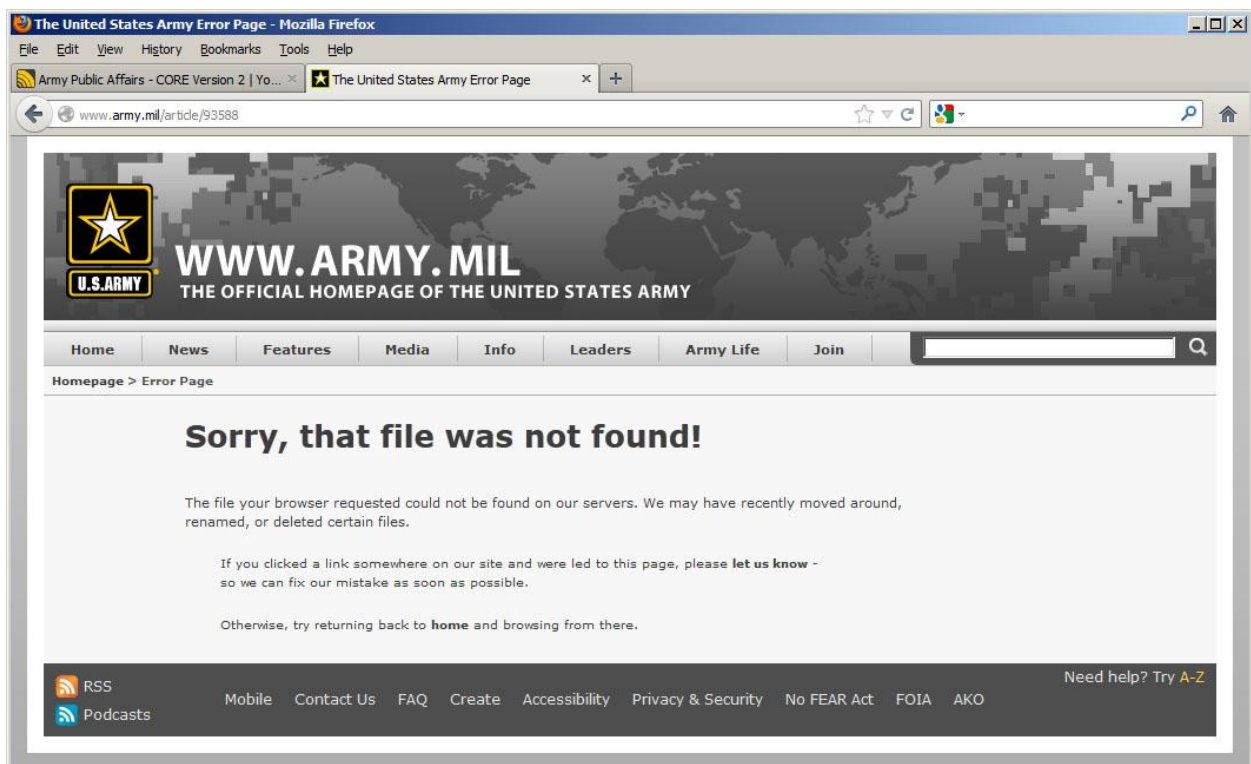 The United States Army Error Page - Mozilla Firefox
File Edit View History Bookmarks Tools Help
Army Public Affairs - CORE Version 2 | Yo... The United States Army Error Page
www.army.mil/article/93588
U.S.ARMY
WWW.ARMY.MIL
THE OFFICIAL HOMEPAGE OF THE UNITED STATES ARMY
Home News Features Media Info Leaders Army Life Join
Homepage > Error Page
Sorry, that file was not found!
The file your browser requested could not be found on our servers. We may have recently moved around,
renamed, or deleted certain files.
If you clicked a link somewhere on our site and were led to this page, please let us know -
so we can fix our mistake as soon as possible.
Otherwise, try returning back to home and browsing from there.
Need help? Try A-Z
RSS
Mobile Contact Us FAQ Create Accessibility Privacy & Security No FEAR Act FOIA AKO
Podcasts